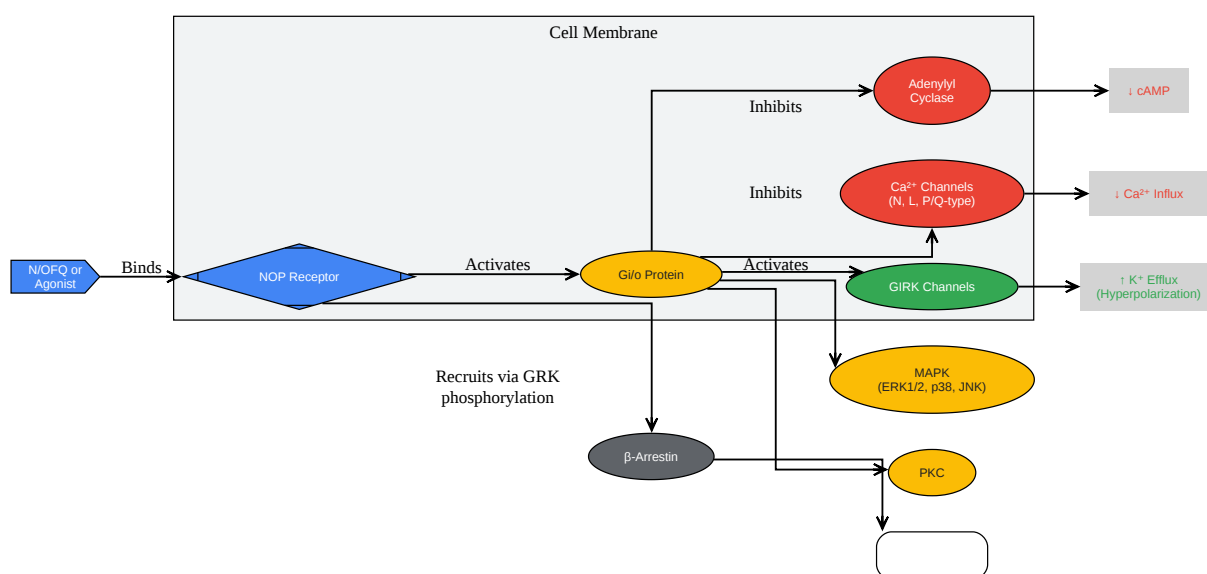 Cell Membrane
Adenylyl
Cyclase
↓ cAMP
Inhibits
Ca²⁺ Channels
(N, L, P/Q-type)
Inhibits
↓ Ca²⁺ Influx
N/OFQ or
Agonist
Binds
NOP Receptor
Activates
Gi/o Protein
Activates
GIRK Channels
↑ K⁺ Efflux
(Hyperpolarization)
MAPK
(ERK1/2, p38, JNK)
Recruits via GRK
phosphorylation
β-Arrestin
PKC